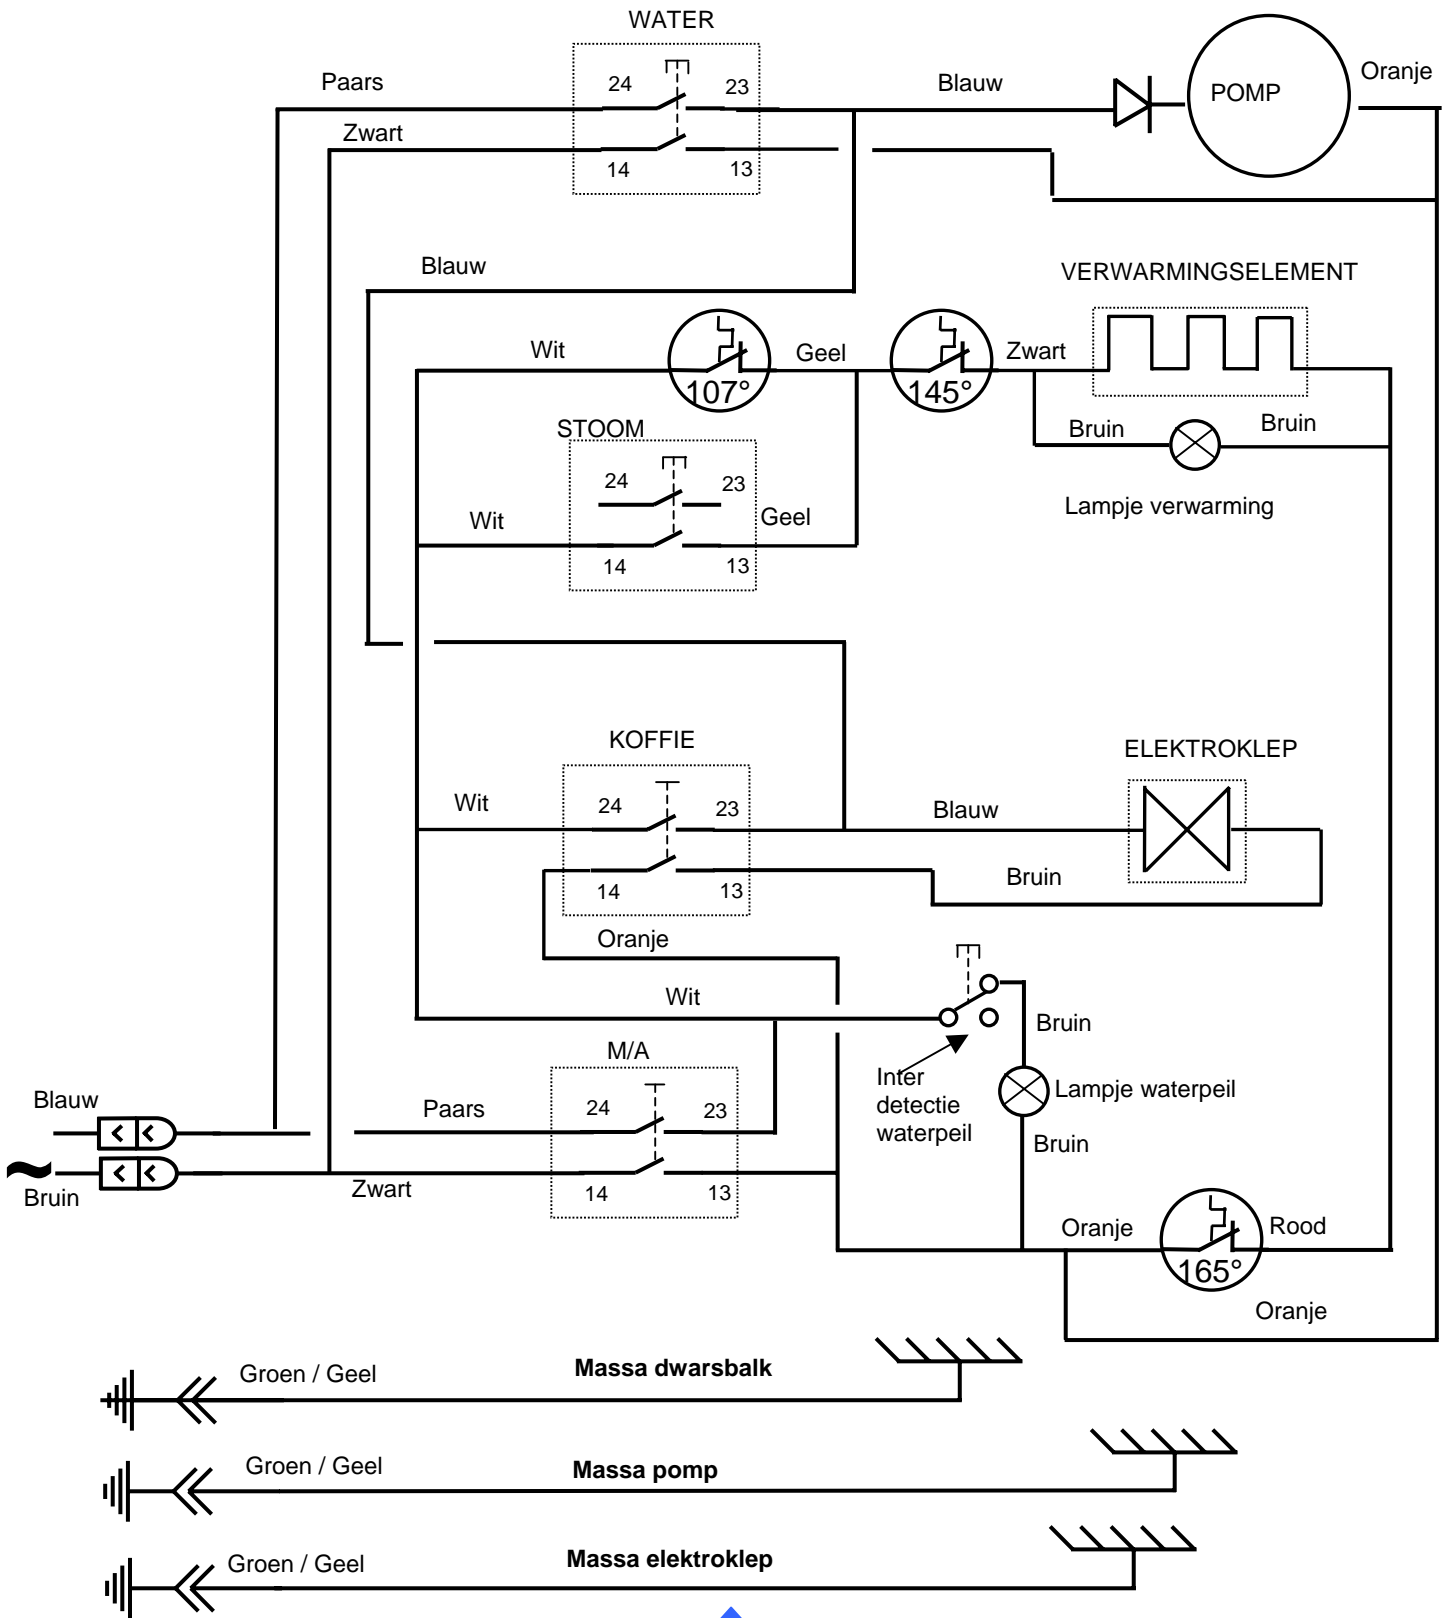 WATER
Paars
24
23
Blauw
POMP
Oranje
Zwart
14
13
Blauw
VERWARMINGSELEMENT
Wit
107°
Geel
145°
Zwart
STOOM
Bruin
Bruin
24
23
Lampje verwarming
Wit
Geel
14
13
KOFFIE
ELEKTROKLEP
Wit
24
23
Blauw
14
13
Bruin
Oranje
Wit
Bruin
M/A
Inter
detectie
waterpeil
Lampje waterpeil
Blauw
Paars
24
23
Bruin
~
Bruin
Zwart
14
13
Oranje
165°
Rood
Oranje
Groen / Geel
Massa dwarsbalk
Groen / Geel
Massa pomp
Groen / Geel
Massa elektroklep